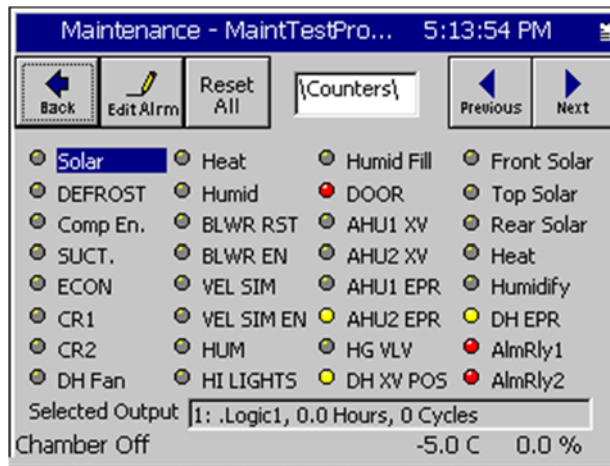 Maintenance - MaintTestPro... 5:13:54 PM
Back Edit Alrm Reset All \Counters\ Previous Next
Solar Heat Humid Fill Front Solar
DEFROST Humid DOOR Top Solar
Comp En. BLWR RST AHU1 XV Rear Solar
SUCT. BLWR EN AHU2 XV Heat
ECON VEL SIM AHU1 EPR Humidify
CR1 VEL SIM EN AHU2 EPR DH EPR
CR2 HUM HG VLV AlmRly1
DH Fan HI LIGHTS DH XV POS AlmRly2
Selected Output 1: .Logic1, 0.0 Hours, 0 Cycles
Chamber Off -5.0 C 0.0 %